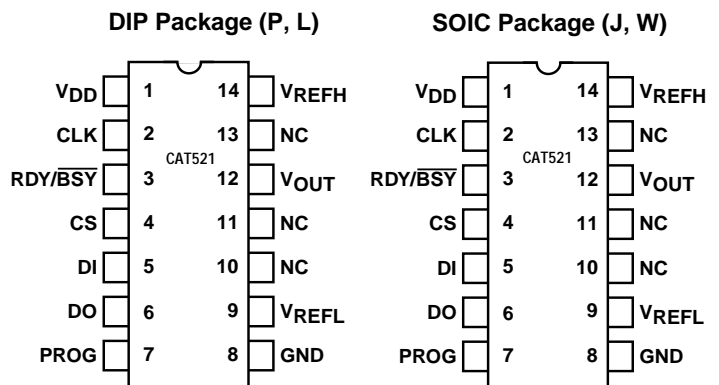 DIP Package (P, L)
VDD 1 14 VREFH
CLK 2 13 NC
CAT521
RDY/BSY 3 12 VOUT
CS 4 11 NC
DI 5 10 NC
DO 6 9 VREFL
PROG 7 8 GND
SOIC Package (J, W)
VDD 1 14 VREFH
CLK 2 13 NC
CAT521
RDY/BSY 3 12 VOUT
CS 4 11 NC
DI 5 10 NC
DO 6 9 VREFL
PROG 7 8 GND